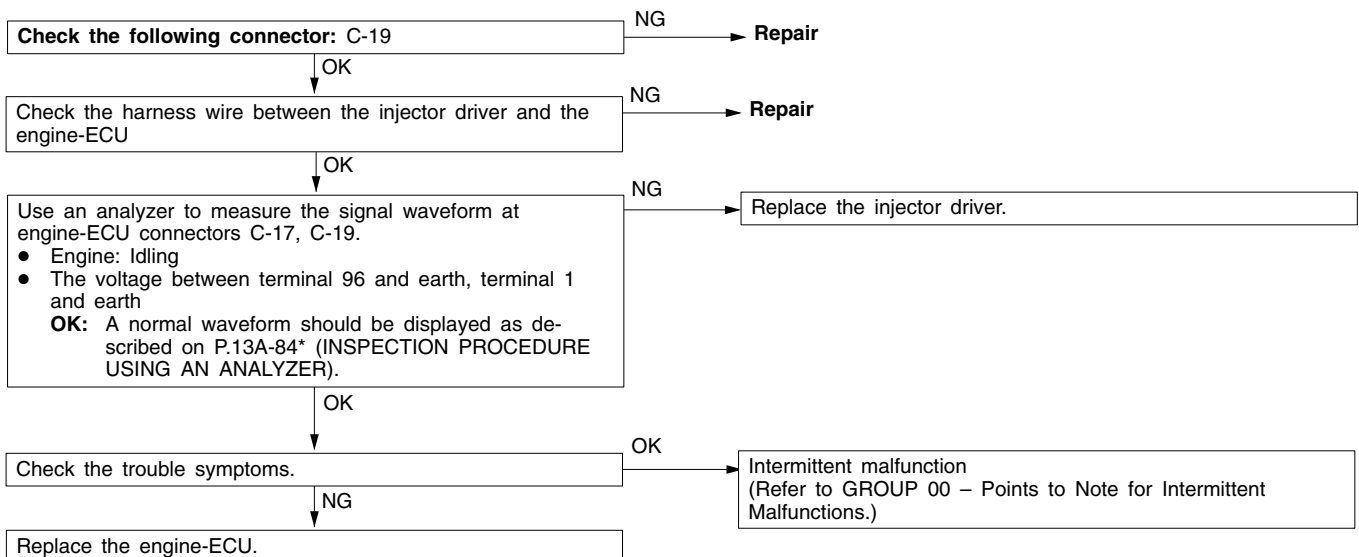 Check the following connector: C-19
NG
Repair
OK
Check the harness wire between the injector driver and the
engine-ECU
NG
Repair
OK
Use an analyzer to measure the signal waveform at
engine-ECU connectors C-17, C-19.
● Engine: Idling
● The voltage between terminal 96 and earth, terminal 1
and earth
OK: A normal waveform should be displayed as de-
scribed on P.13A-84* (INSPECTION PROCEDURE
USING AN ANALYZER).
NG
Replace the injector driver.
OK
Check the trouble symptoms.
OK
Intermittent malfunction
(Refer to GROUP 00 – Points to Note for Intermittent
Malfunctions.)
NG
Replace the engine-ECU.